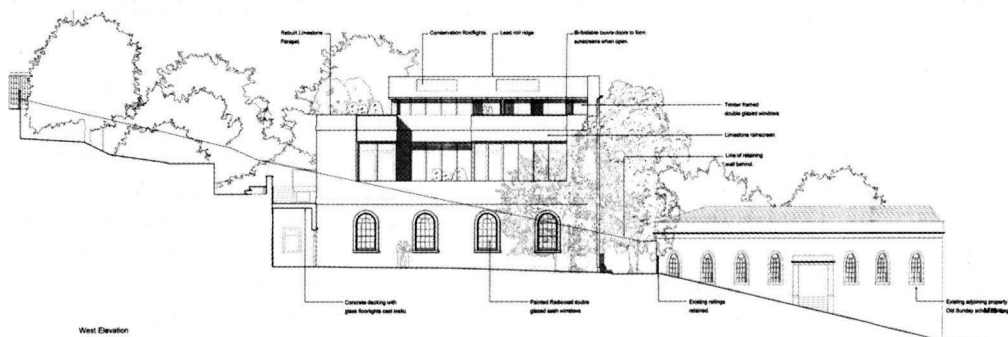 Rebuilt Limestone
Parapet.
Conservation Rooflights.
Lead roll ridge
Bi-foldable louvre doors to form
sunscreens when open.
Timber framed
double glazed windows.
Limestone rainscreen
Line of retaining
wall behind.
Concrete decking with
glass floorlights cast insitu.
Painted Redwood double
glazed sash windows.
Existing railings
retained.
Existing adjoining property
Old Sunday school
West Elevation